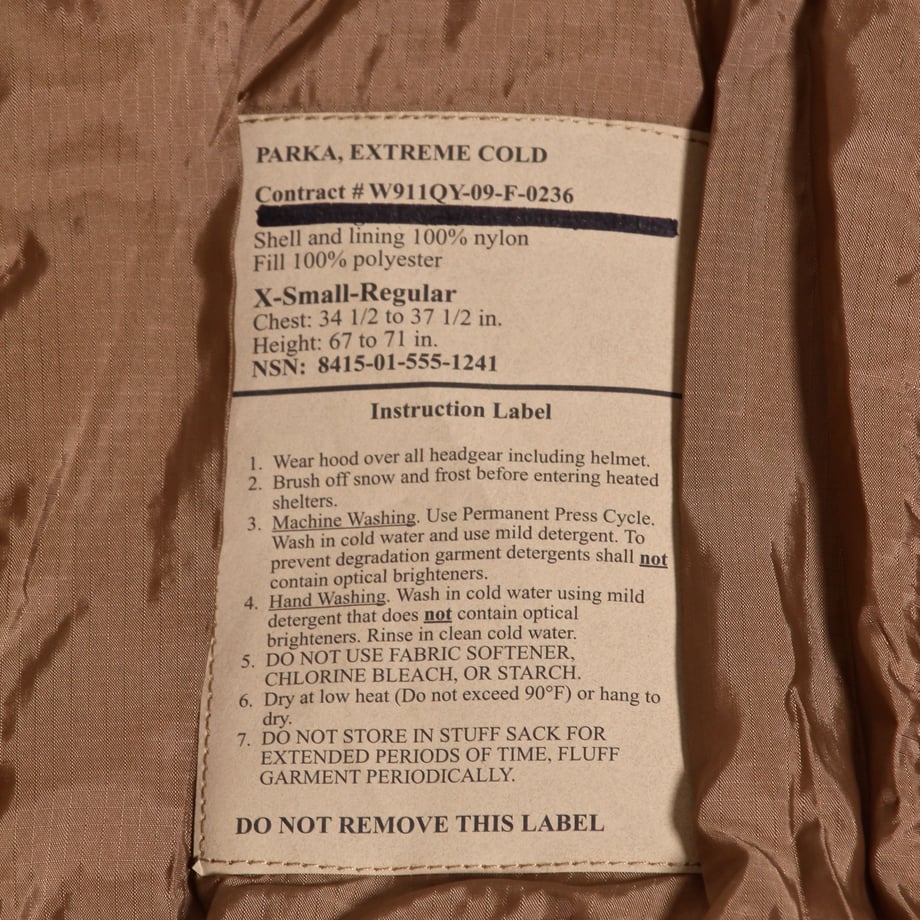 PARKA, EXTREME COLD
Contract # W911QY-09-F-0236
Shell and lining 100% nylon
Fill 100% polyester
X-Small-Regular
Chest: 34 1/2 to 37 1/2 in.
Height: 67 to 71 in.
NSN: 8415-01-555-1241
Instruction Label
1. Wear hood over all headgear including helmet.
2. Brush off snow and frost before entering heated
shelters.
3. Machine Washing. Use Permanent Press Cycle.
Wash in cold water and use mild detergent. To
prevent degradation garment detergents shall not
contain optical brighteners.
4. Hand Washing. Wash in cold water using mild
detergent that does not contain optical
brighteners. Rinse in clean cold water.
5. DO NOT USE FABRIC SOFTENER,
CHLORINE BLEACH, OR STARCH.
6. Dry at low heat (Do not exceed 90°F) or hang to
dry.
7. DO NOT STORE IN STUFF SACK FOR
EXTENDED PERIODS OF TIME, FLUFF
GARMENT PERIODICALLY.
DO NOT REMOVE THIS LABEL